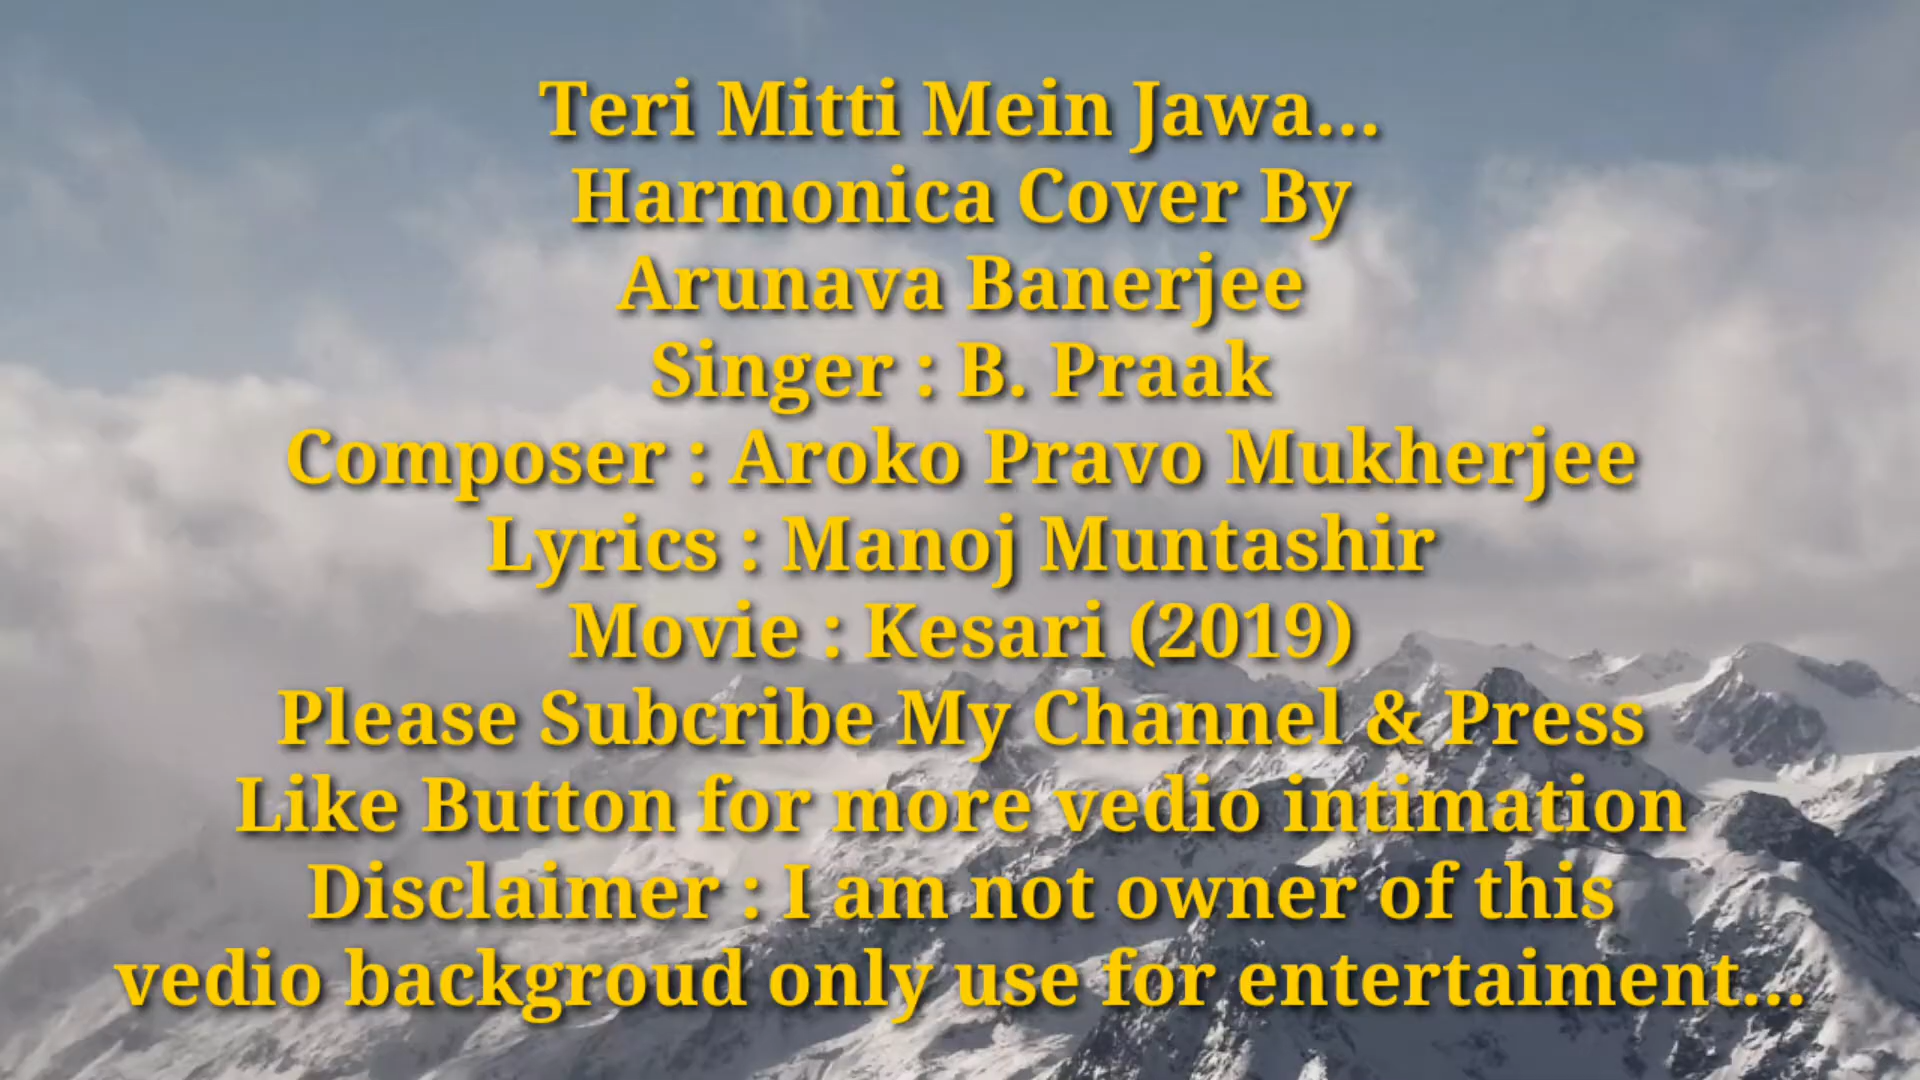 Teri Mitti Mein Jawa...
Harmonica Cover By
Arunava Banerjee
Singer : B. Praak
Composer : Aroko Pravo Mukherjee
Lyrics : Manoj Muntashir
Movie : Kesari (2019)
Please Subcribe My Channel & Press
Like Button for more vedio intimation
Disclaimer : I am not owner of this
vedio backgroud only use for entertaiment...